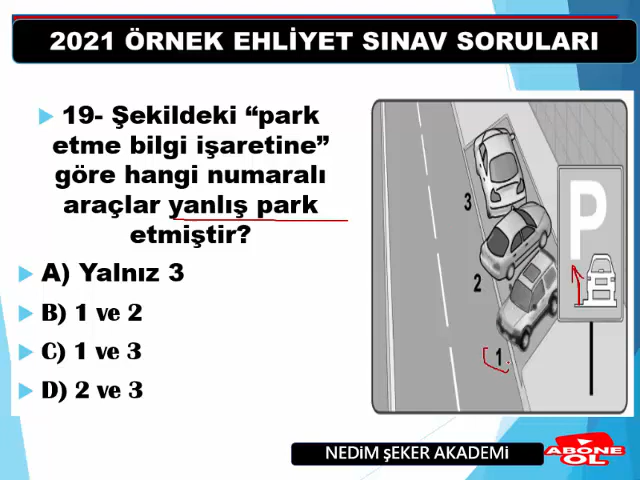 2021 ÖRNEK EHLİYET SINAV SORULARI
19- Şekildeki “park
etme bilgi işaretine”
göre hangi numaralı
araçlar yanlış park
etmiştir?
A) Yalnız 3
B) 1 ve 2
C) 1 ve 3
D) 2 ve 3
3
2
1
P
NEDİM ŞEKER AKADEMİ
ABONE
OL